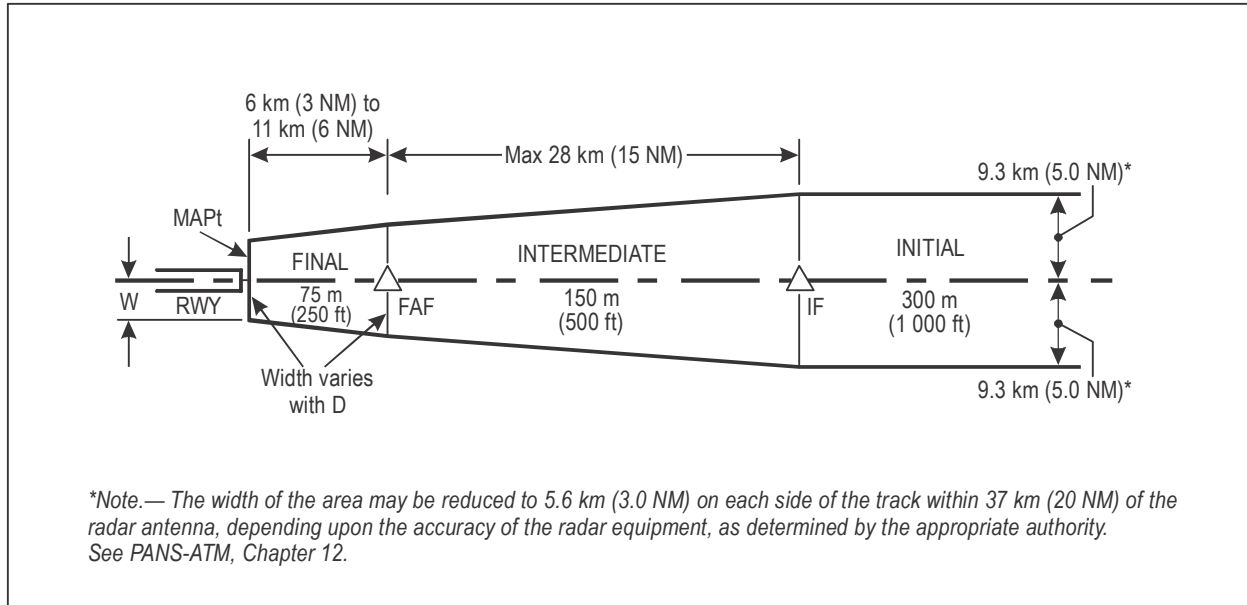 6 km (3 NM) to
11 km (6 NM)
Max 28 km (15 NM)
9.3 km (5.0 NM)*
MAPt
FINAL
INTERMEDIATE
INITIAL
W
RWY
75 m
(250 ft)
FAF
150 m
(500 ft)
IF
300 m
(1 000 ft)
Width varies
with D
9.3 km (5.0 NM)*
*Note.— The width of the area may be reduced to 5.6 km (3.0 NM) on each side of the track within 37 km (20 NM) of the
radar antenna, depending upon the accuracy of the radar equipment, as determined by the appropriate authority.
See PANS-ATM, Chapter 12.